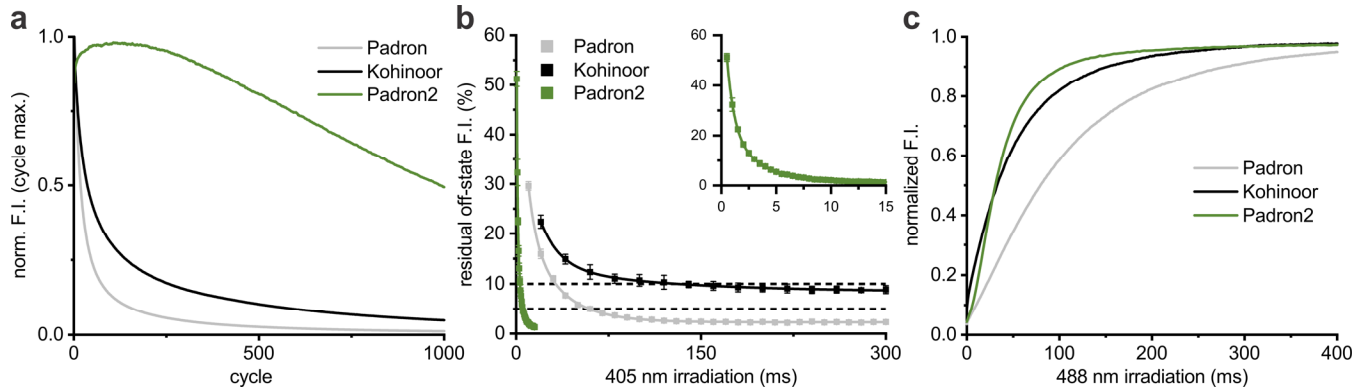 a
norm. F.I. (cycle max.)
1.0
0.5
0.0
0
500
1000
cycle
Padron
Kohinoor
Padron2
b
residual off-state F.I. (%)
60
50
40
30
20
10
0
0
150
300
405 nm irradiation (ms)
Padron
Kohinoor
Padron2
60
40
20
0
0
5
10
15
c
normalized F.I.
1.0
0.8
0.6
0.4
0.2
0.0
0
100
200
300
400
488 nm irradiation (ms)
Padron
Kohinoor
Padron2